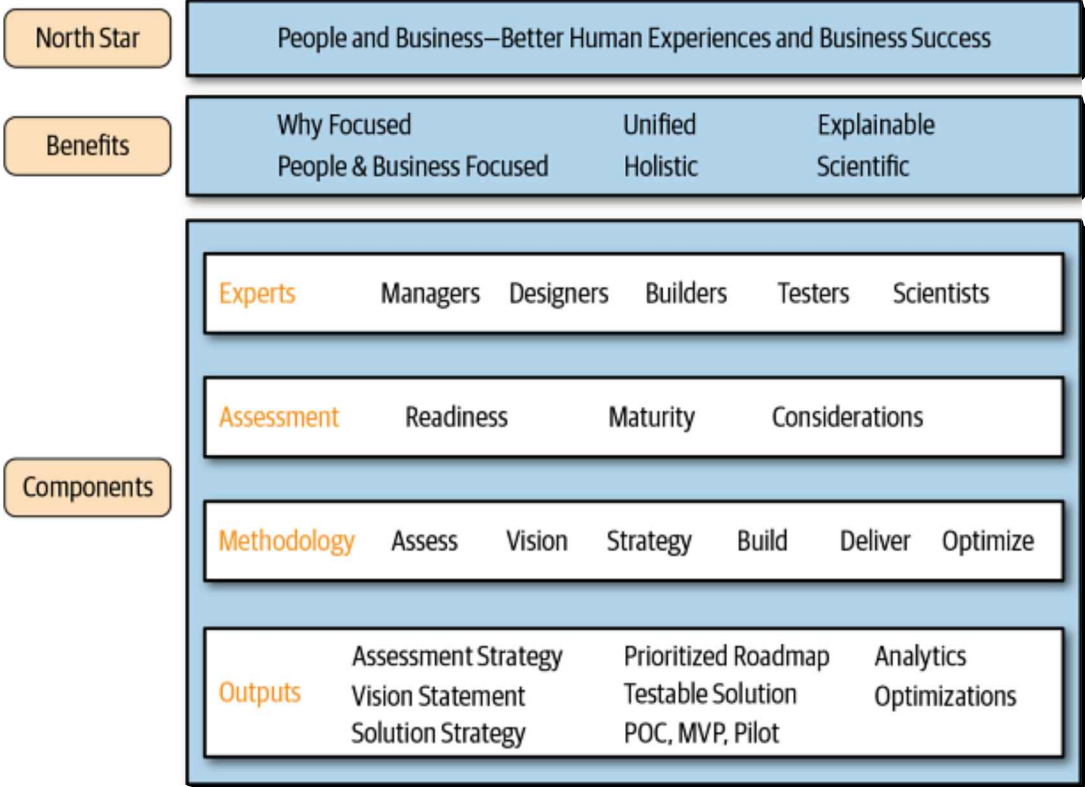 North Star
People and Business—Better Human Experiences and Business Success
Benefits
Why Focused Unified Explainable
People & Business Focused Holistic Scientific
Components
Experts Managers Designers Builders Testers Scientists
Assessment Readiness Maturity Considerations
Methodology Assess Vision Strategy Build Deliver Optimize
Outputs
Assessment Strategy Prioritized Roadmap Analytics
Vision Statement Testable Solution Optimizations
Solution Strategy POC, MVP, Pilot